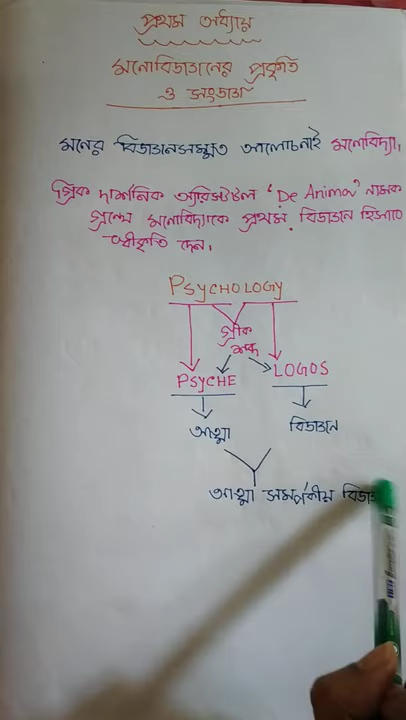 প্রথম অধ্যায়
মনোবিজ্ঞানের প্রকৃতি
ও সংজ্ঞা
মনের বিজ্ঞানসম্মত আলোচনাই মনোবিদ্যা।
গ্রিক দার্শনিক অ্যারিস্টটল 'De Anima' নামক
গ্রন্থে মনোবিদ্যাকে প্রথম বিজ্ঞান হিসাবে
স্বীকৃতি দেন।
PSYCHOLOGY
গ্রীক
শব্দ
PSYCHE LOGOS
আত্মা বিজ্ঞান
আত্মা সম্পর্কীয়